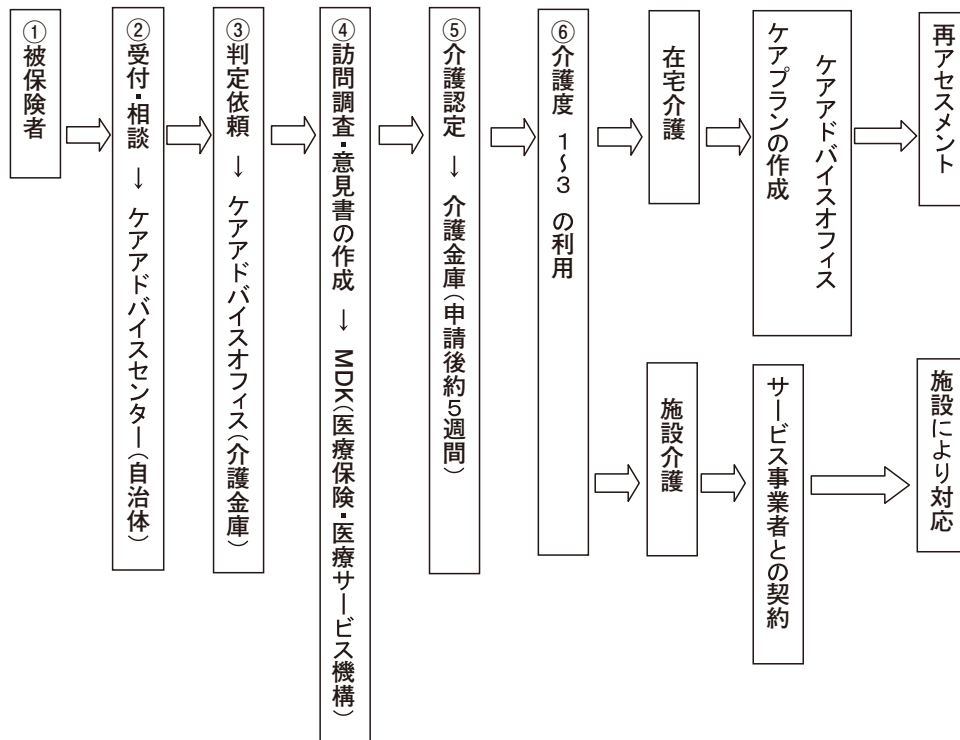 ①被保険者
②受付・相談 → ケアアドバイスセンター(自治体)
③判定依頼 → ケアアドバイスオフィス(介護金庫)
④訪問調査・意見書の作成 → MDK(医療保険・医療サービス機構)
⑤介護認定 → 介護金庫(申請後約5週間)
⑥介護度 1～3 の利用
在宅介護
ケアアドバイスオフィス
ケアプランの作成
再アセスメント
施設介護
サービス事業者との契約
施設により対応